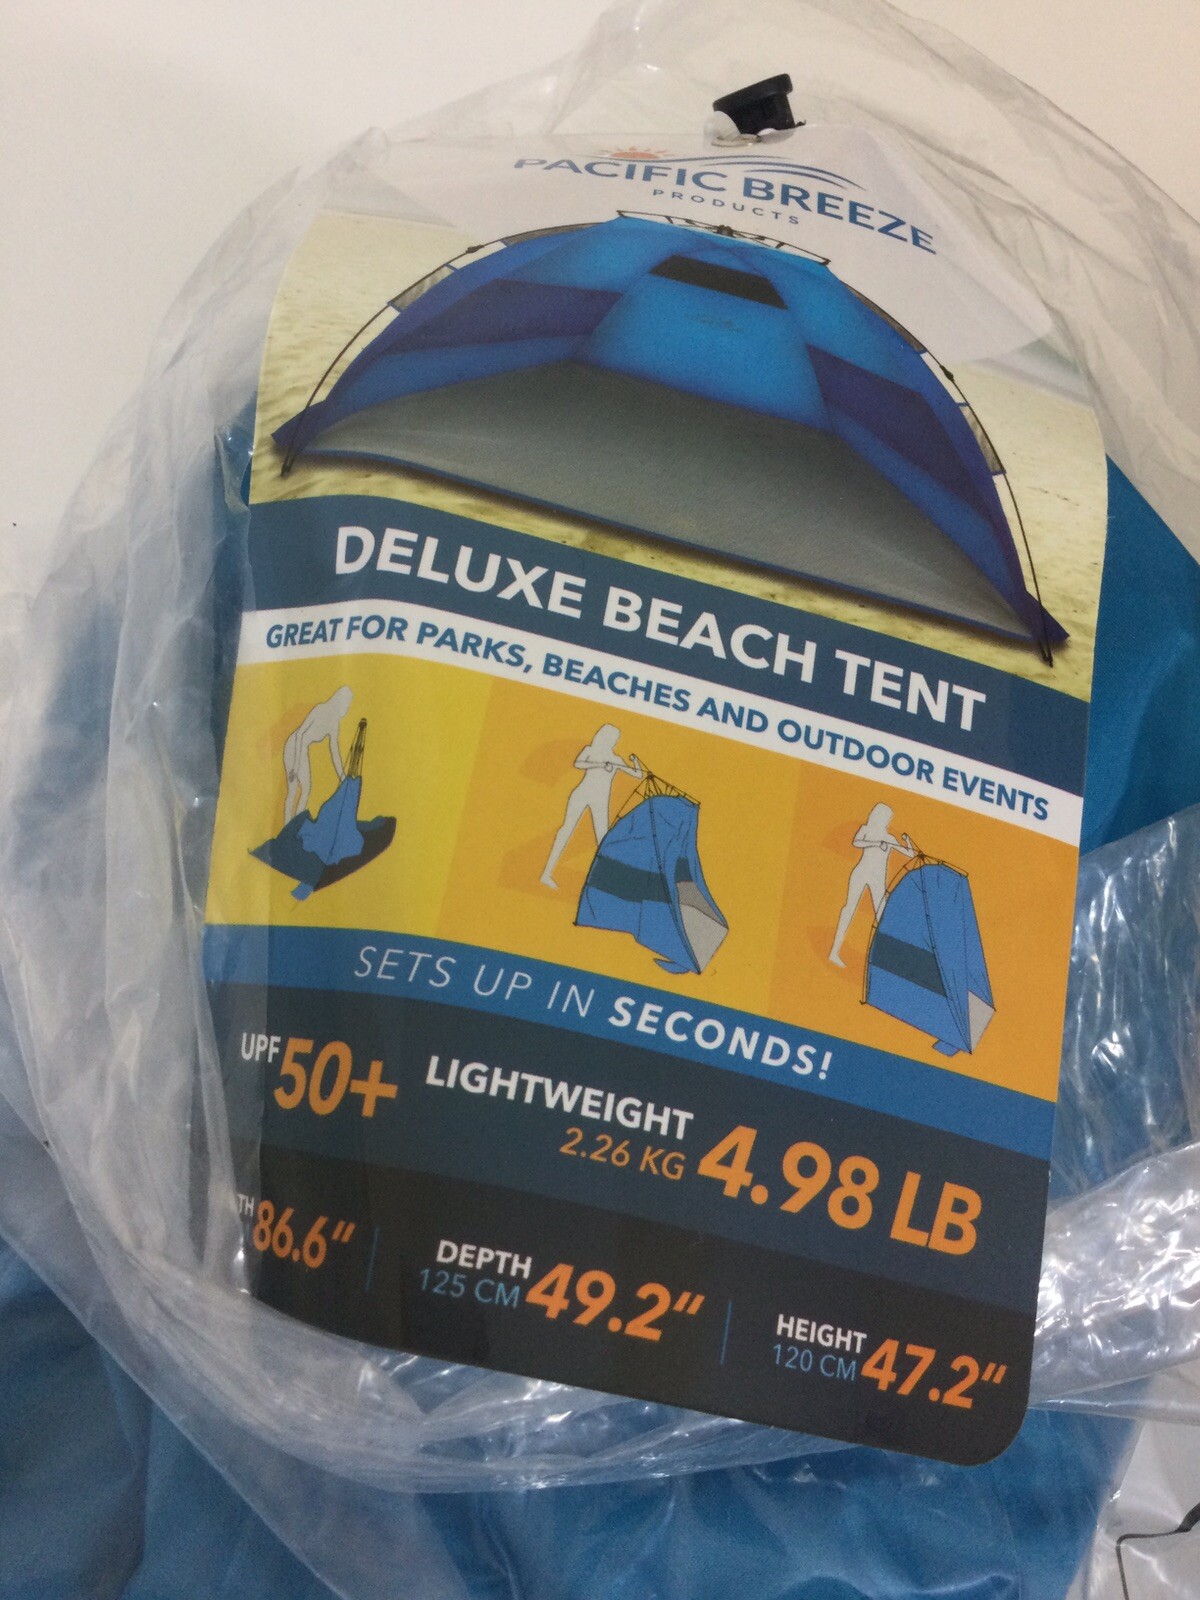 PACIFIC BREEZE
PRODUCTS
DELUXE BEACH TENT
GREAT FOR PARKS, BEACHES AND OUTDOOR EVENTS
SETS UP IN SECONDS!
UPF 50+
LIGHTWEIGHT
2.26 KG
4.98 LB
TH
86.6"
DEPTH
125 CM
49.2"
HEIGHT
120 CM
47.2"